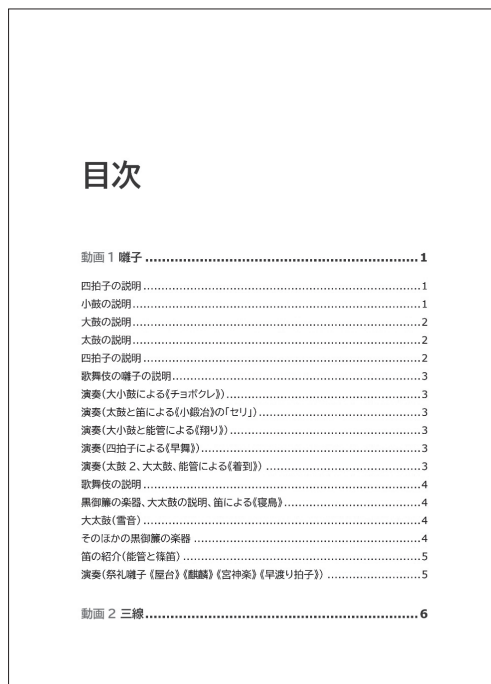 目次
動画 1 囃子 ........................................................................ 1
四拍子の説明 ........................................................................ 1
小鼓の説明 ........................................................................ 1
大鼓の説明 ........................................................................ 2
太鼓の説明 ........................................................................ 2
四拍子の説明 ........................................................................ 2
歌舞伎の囃子の説明 ........................................................................ 3
演奏(大小鼓による《チョボクレ》) ........................................................................ 3
演奏(太鼓と笛による《小鍛冶》の「セリ」) ........................................................................ 3
演奏(大小鼓と能管による《翔り》) ........................................................................ 3
演奏(四拍子による《早舞》) ........................................................................ 3
演奏(太鼓 2、大太鼓、能管による《着到》) ........................................................................ 3
歌舞伎の説明 ........................................................................ 4
黒御簾の楽器、大太鼓の説明、笛による《寝鳥》 ........................................................................ 4
大太鼓(雪音) ........................................................................ 4
そのほかの黒御簾の楽器 ........................................................................ 4
笛の紹介(能管と篠笛) ........................................................................ 5
演奏(祭礼囃子 《屋台》 《麒麟》 《宮神楽》 《早渡り拍子》) ........................................................................ 5
動画 2 三線 ........................................................................ 6